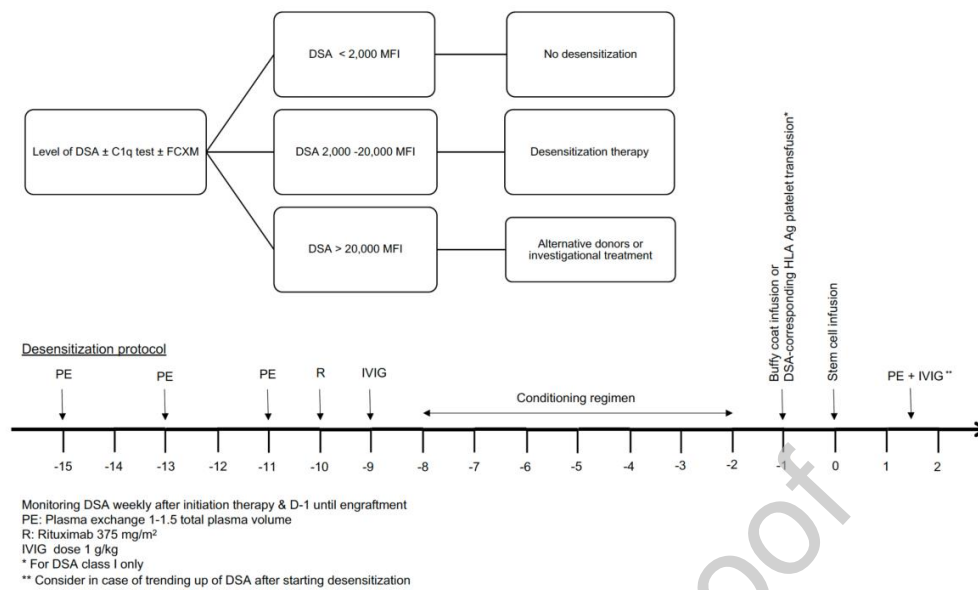 DSA < 2,000 MFI
No desensitization
Level of DSA ± C1q test ± FCXM
DSA 2,000 -20,000 MFI
Desensitization therapy
DSA > 20,000 MFI
Alternative donors or
investigational treatment
Buffy coat infusion or
DSA-corresponding HLA Ag platelet transfusion*
Stem cell infusion
Desensitization protocol
PE
PE
PE
R
IVIG
Conditioning regimen
PE + IVIG **
-15 -14 -13 -12 -11 -10 -9 -8 -7 -6 -5 -4 -3 -2 -1 0 1 2
Monitoring DSA weekly after initiation therapy & D-1 until engraftment
PE: Plasma exchange 1-1.5 total plasma volume
R: Rituximab 375 mg/m²
IVIG dose 1 g/kg
* For DSA class I only
** Consider in case of trending up of DSA after starting desensitization
oof